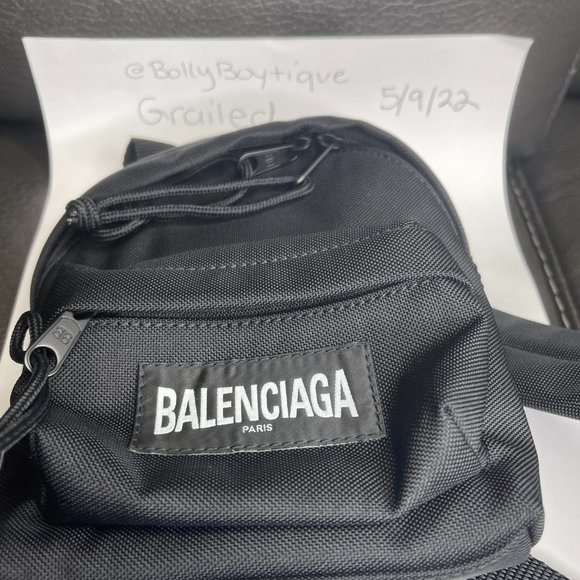 @BollyBoytique
Grailed 5/9/22
BALENCIAGA
PARIS